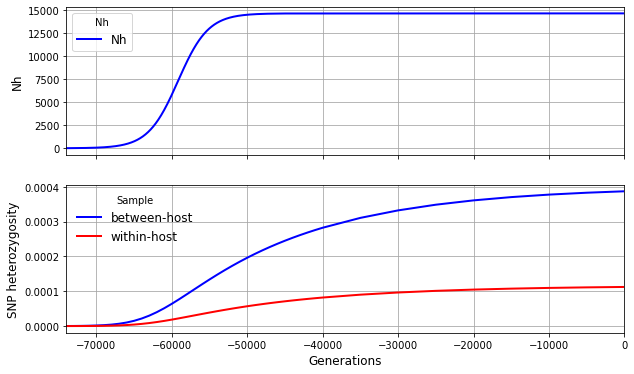 15000
12500
10000
7500
5000
2500
0
Nh
Nh
Nh
0.0004
0.0003
0.0002
0.0001
0.0000
SNP heterozygosity
Sample
between-host
within-host
−70000 −60000 −50000 −40000 −30000 −20000 −10000 0
Generations